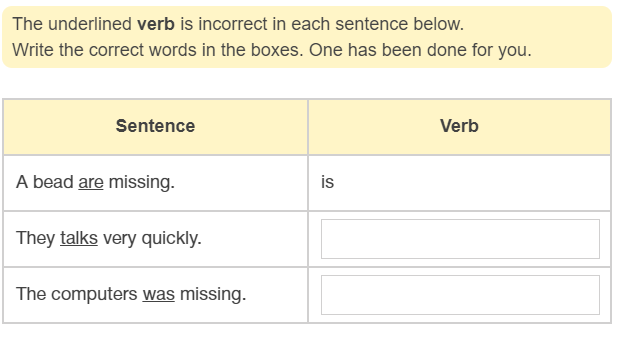 The underlined verb is incorrect in each sentence below.
Write the correct words in the boxes. One has been done for you.
Sentence Verb
A bead are missing. is
They talks very quickly.
The computers was missing.